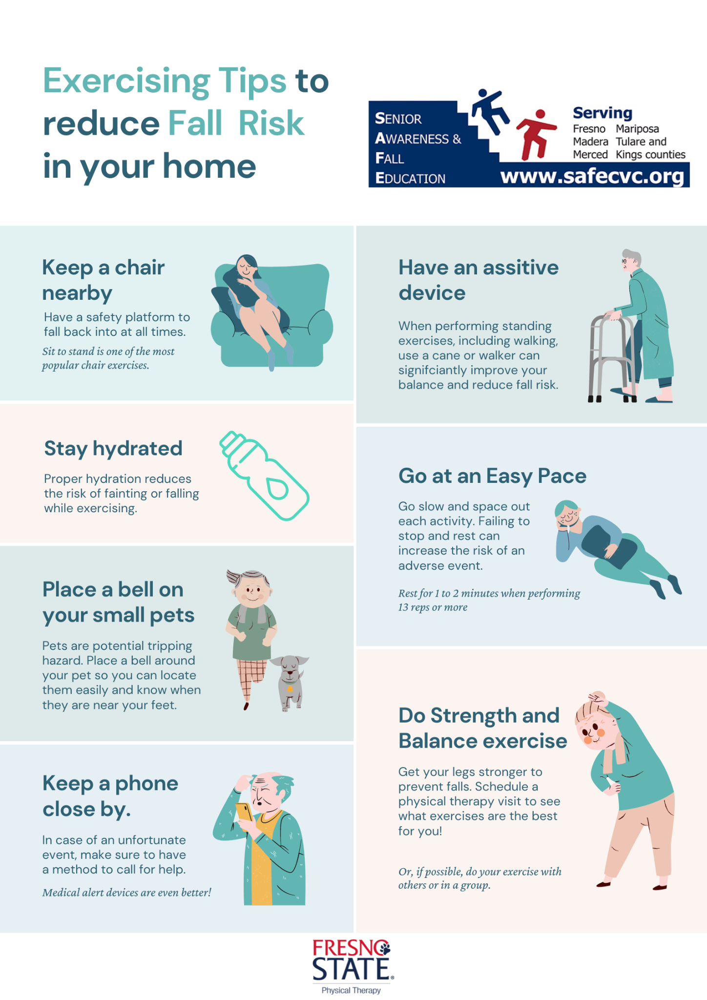 Exercising Tips to
reduce Fall Risk
in your home
SENIOR
AWARENESS &
FALL
EDUCATION
Serving
Fresno Mariposa
Madera Tulare and
Merced Kings counties
www.safecvc.org
Keep a chair
nearby
Have a safety platform to
fall back into at all times.
Sit to stand is one of the most
popular chair exercises.
Have an assitive
device
When performing standing
exercises, including walking,
use a cane or walker can
signifciantly improve your
balance and reduce fall risk.
Stay hydrated
Proper hydration reduces
the risk of fainting or falling
while exercising.
Go at an Easy Pace
Go slow and space out
each activity. Failing to
stop and rest can
increase the risk of an
adverse event.
Rest for 1 to 2 minutes when performing
13 reps or more
Place a bell on
your small pets
Pets are potential tripping
hazard. Place a bell around
your pet so you can locate
them easily and know when
they are near your feet.
Do Strength and
Balance exercise
Get your legs stronger to
prevent falls. Schedule a
physical therapy visit to see
what exercises are the best
for you!
Or, if possible, do your exercise with
others or in a group.
Keep a phone
close by.
In case of an unfortunate
event, make sure to have
a method to call for help.
Medical alert devices are even better!
FRESNO
STATE®
Physical Therapy